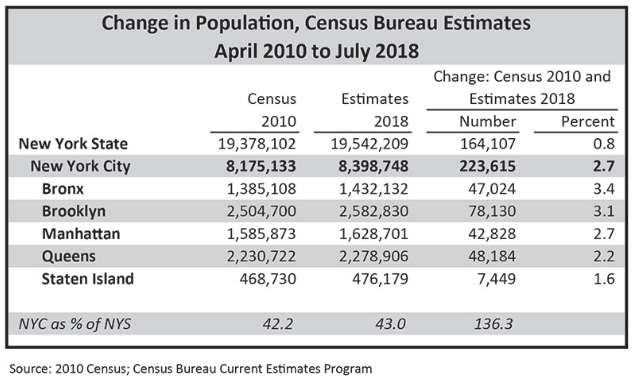 Change in Population, Census Bureau Estimates
April 2010 to July 2018
Change: Census 2010 and
Census Estimates Estimates 2018
2010 2018 Number Percent
New York State 19,378,102 19,542,209 164,107 0.8
New York City 8,175,133 8,398,748 223,615 2.7
Bronx 1,385,108 1,432,132 47,024 3.4
Brooklyn 2,504,700 2,582,830 78,130 3.1
Manhattan 1,585,873 1,628,701 42,828 2.7
Queens 2,230,722 2,278,906 48,184 2.2
Staten Island 468,730 476,179 7,449 1.6
NYC as % of NYS 42.2 43.0 136.3
Source: 2010 Census; Census Bureau Current Estimates Program